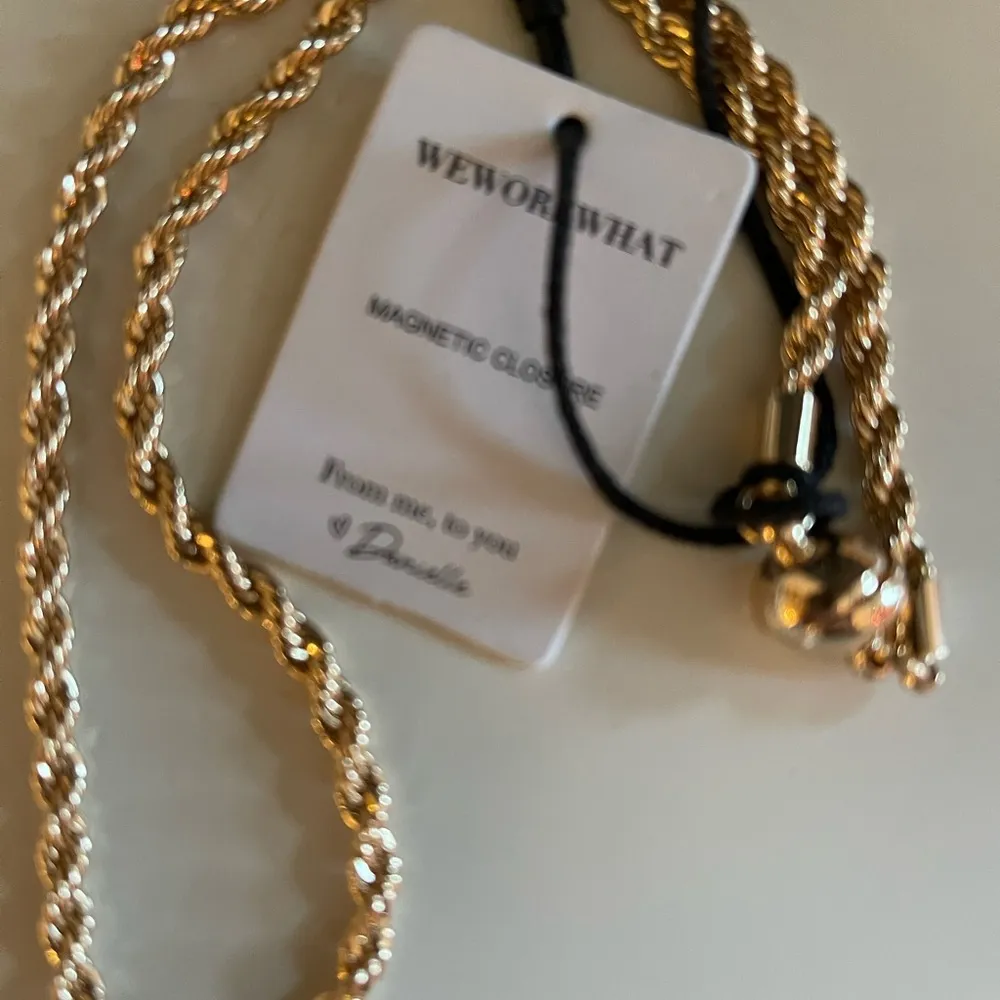 WEWOREWHAT
MAGNETIC CLOSURE
From me, to you
♡Danielle